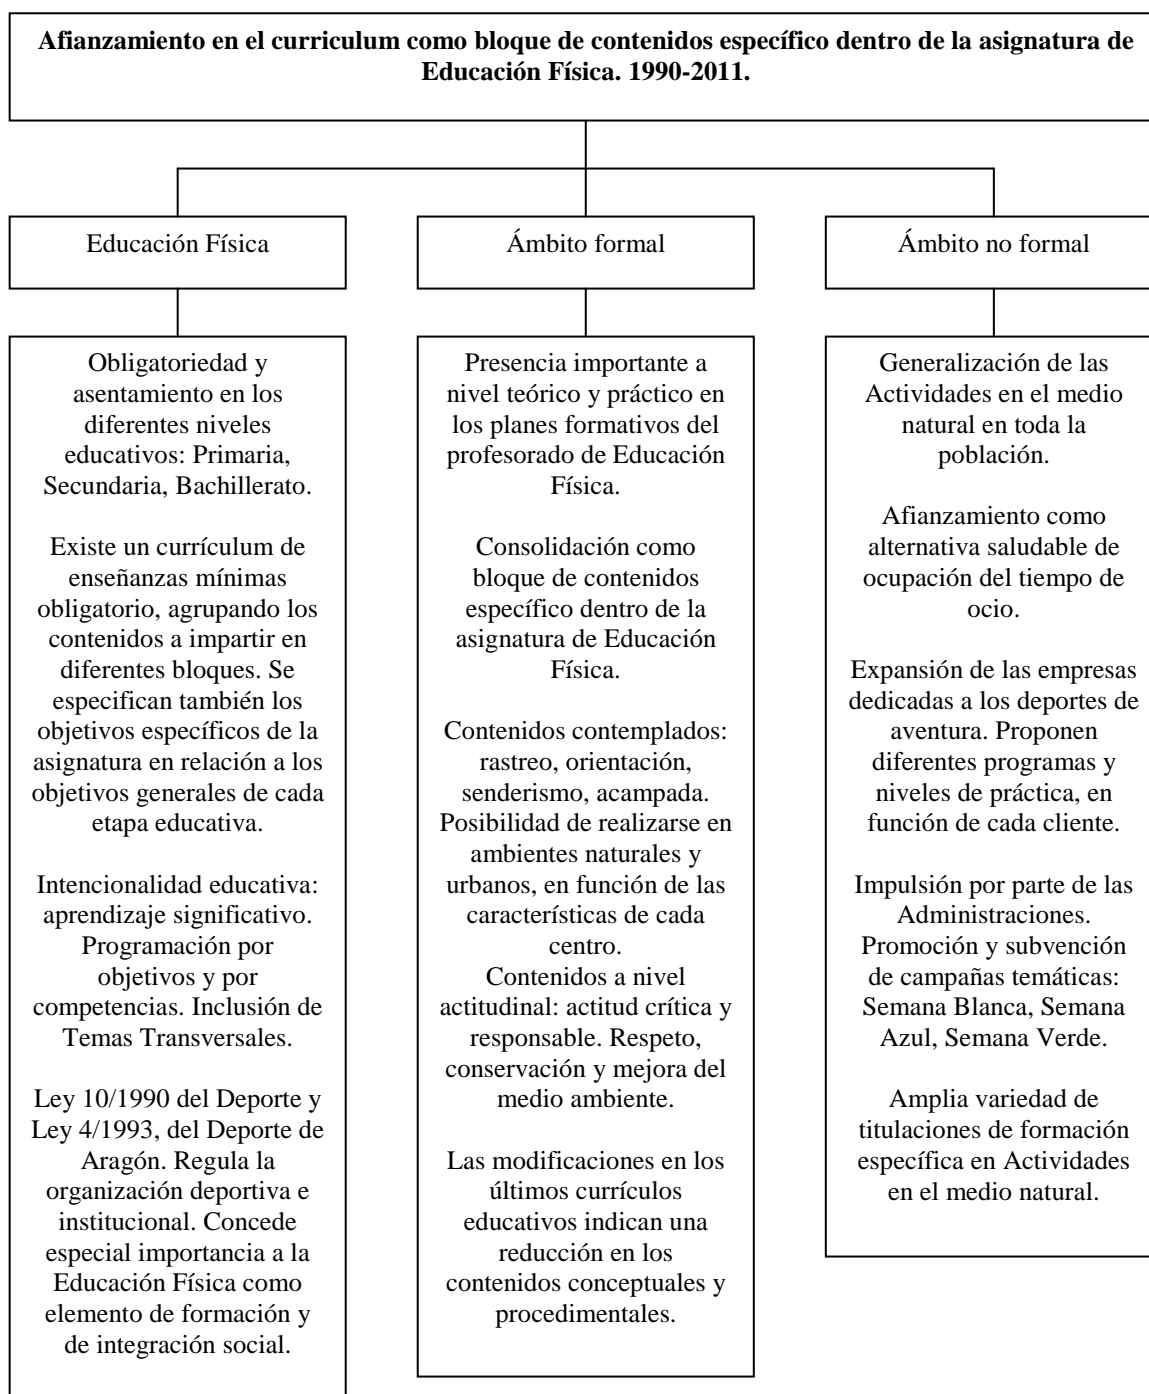 Afianzamiento en el curriculum como bloque de contenidos específico dentro de la asignatura de
Educación Física. 1990-2011.
Educación Física
Ámbito formal
Ámbito no formal
Obligatoriedad y
asentamiento en los
diferentes niveles
educativos: Primaria,
Secundaria, Bachillerato.
Existe un currículum de
enseñanzas mínimas
obligatorio, agrupando los
contenidos a impartir en
diferentes bloques. Se
especifican también los
objetivos específicos de la
asignatura en relación a los
objetivos generales de cada
etapa educativa.
Intencionalidad educativa:
aprendizaje significativo.
Programación por
objetivos y por
competencias. Inclusión de
Temas Transversales.
Ley 10/1990 del Deporte y
Ley 4/1993, del Deporte de
Aragón. Regula la
organización deportiva e
institucional. Concede
especial importancia a la
Educación Física como
elemento de formación y
de integración social.
Presencia importante a
nivel teórico y práctico en
los planes formativos del
profesorado de Educación
Física.
Consolidación como
bloque de contenidos
específico dentro de la
asignatura de Educación
Física.
Contenidos contemplados:
rastreo, orientación,
senderismo, acampada.
Posibilidad de realizarse en
ambientes naturales y
urbanos, en función de las
características de cada
centro.
Contenidos a nivel
actitudinal: actitud crítica y
responsable. Respeto,
conservación y mejora del
medio ambiente.
Las modificaciones en los
últimos currículos
educativos indican una
reducción en los
contenidos conceptuales y
procedimentales.
Generalización de las
Actividades en el medio
natural en toda la
población.
Afianzamiento como
alternativa saludable de
ocupación del tiempo de
ocio.
Expansión de las empresas
dedicadas a los deportes de
aventura. Proponen
diferentes programas y
niveles de práctica, en
función de cada cliente.
Impulsión por parte de las
Administraciones.
Promoción y subvención
de campañas temáticas:
Semana Blanca, Semana
Azul, Semana Verde.
Amplia variedad de
titulaciones de formación
específica en Actividades
en el medio natural.